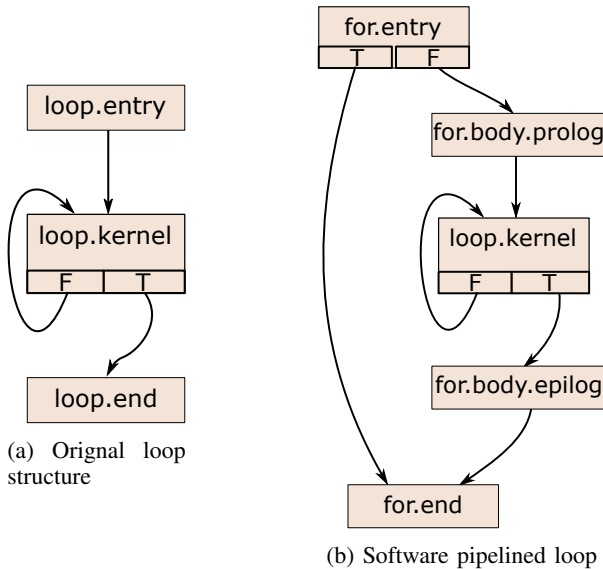 loop.entry
loop.kernel
F T
loop.end
(a) Orignal loop
structure
for.entry
T F
for.body.prolog
loop.kernel
F T
for.body.epilog
for.end
(b) Software pipelined loop